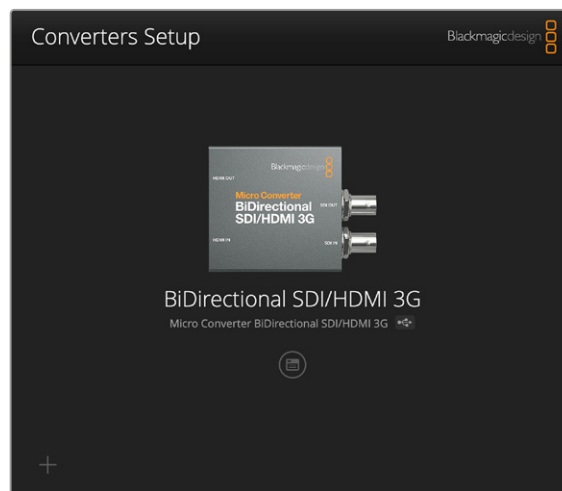 Converters Setup
Blackmagicdesign
Blackmagicdesign
HDMI OUT
Micro Converter
BiDirectional
SDI/HDMI 3G
SDI OUT
HDMI IN
SDI IN
BiDirectional SDI/HDMI 3G
Micro Converter BiDirectional SDI/HDMI 3G